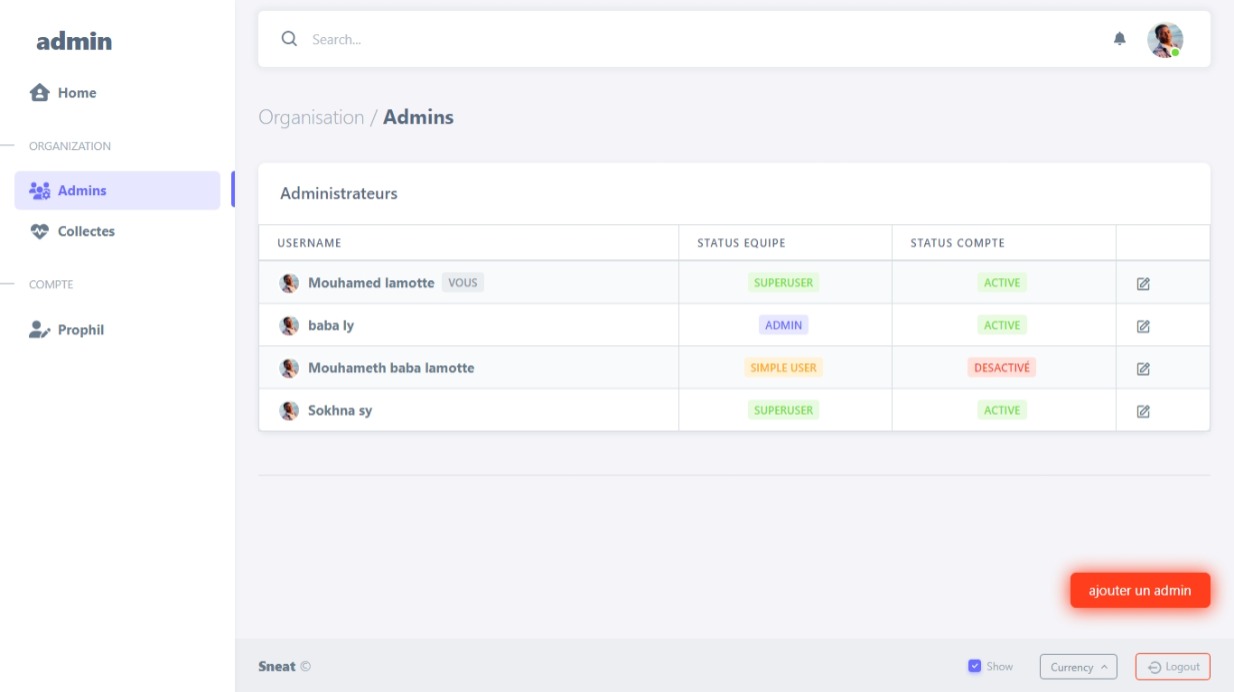 admin
Search...
Home
Organisation / Admins
ORGANIZATION
Admins
Collectes
COMPTE
Prophil
Administrateurs
USERNAME STATUS EQUIPE STATUS COMPTE
Mouhamed lamotte VOUS SUPERUSER ACTIVE
baba ly ADMIN ACTIVE
Mouhameth baba lamotte SIMPLE USER DESACTIVÉ
Sokhna sy SUPERUSER ACTIVE
ajouter un admin
Sneat © Show Currency Logout